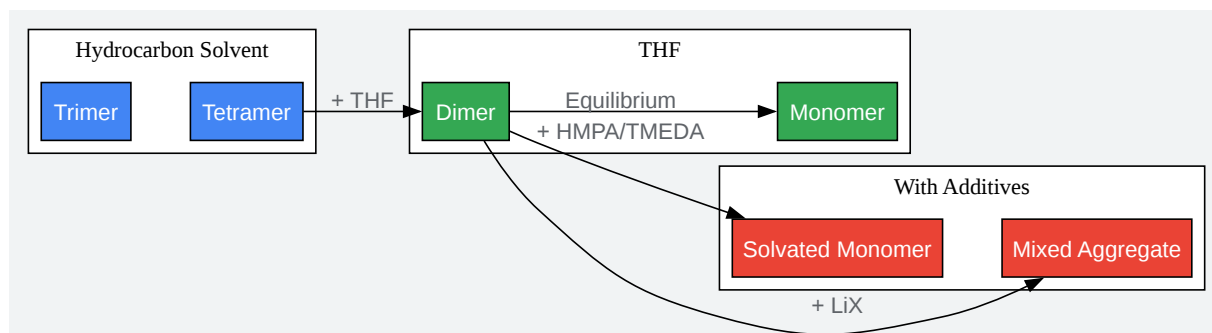 Hydrocarbon Solvent
Trimer
Tetramer
+ THF
THF
Dimer
Equilibrium
+ HMPA/TMEDA
Monomer
With Additives
Solvated Monomer
Mixed Aggregate
+ LiX